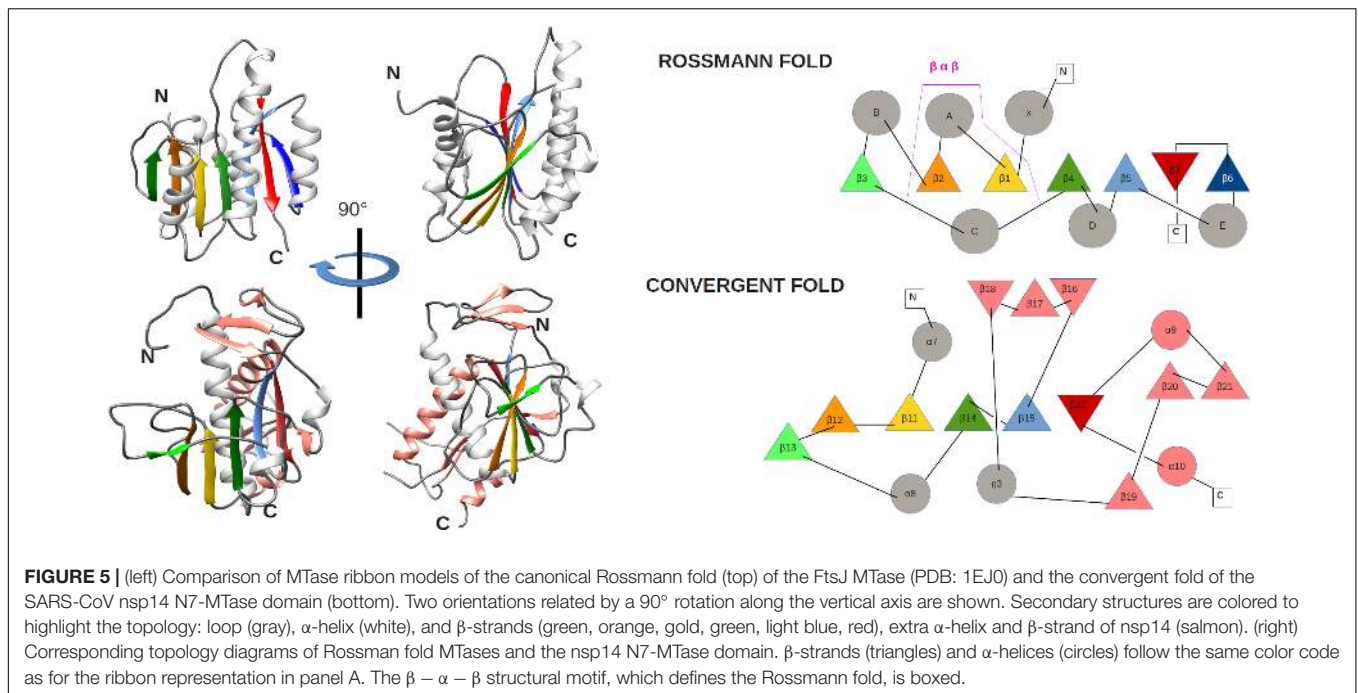 N
N
C
C
90°
N
N
C
C
ROSSMANN FOLD
β α β
N
B
A
x
β3
β2
β1
β4
β5
β7
β6
C
D
C
E
CONVERGENT FOLD
N
β18
β17
β16
α7
α9
β20
β21
β12
β11
β14
β15
β22
β13
α8
α10
β19
C
FIGURE 5 | (left) Comparison of MTase ribbon models of the canonical Rossmann fold (top) of the FtsJ MTase (PDB: 1EJ0) and the convergent fold of the
SARS-CoV nsp14 N7-MTase domain (bottom). Two orientations related by a 90° rotation along the vertical axis are shown. Secondary structures are colored to
highlight the topology: loop (gray), α-helix (white), and β-strands (green, orange, gold, green, light blue, red), extra α-helix and β-strand of nsp14 (salmon). (right)
Corresponding topology diagrams of Rossman fold MTases and the nsp14 N7-MTase domain. β-strands (triangles) and α-helices (circles) follow the same color code
as for the ribbon representation in panel A. The β − α − β structural motif, which defines the Rossmann fold, is boxed.